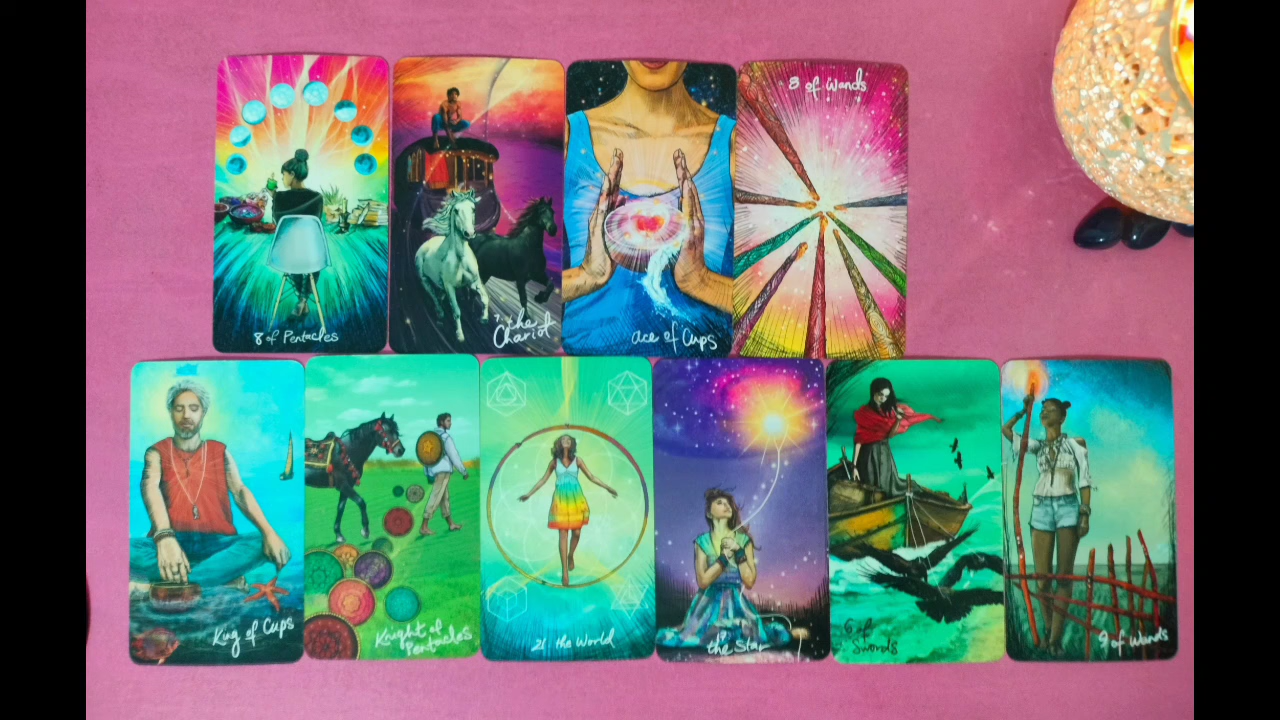 8 of Pentacles
7 the
Chariot
ace of Cups
8 of Wands
King of Cups
Knight of
Pentacles
21. the World
the Star
6 of
Swords
9 of Wands